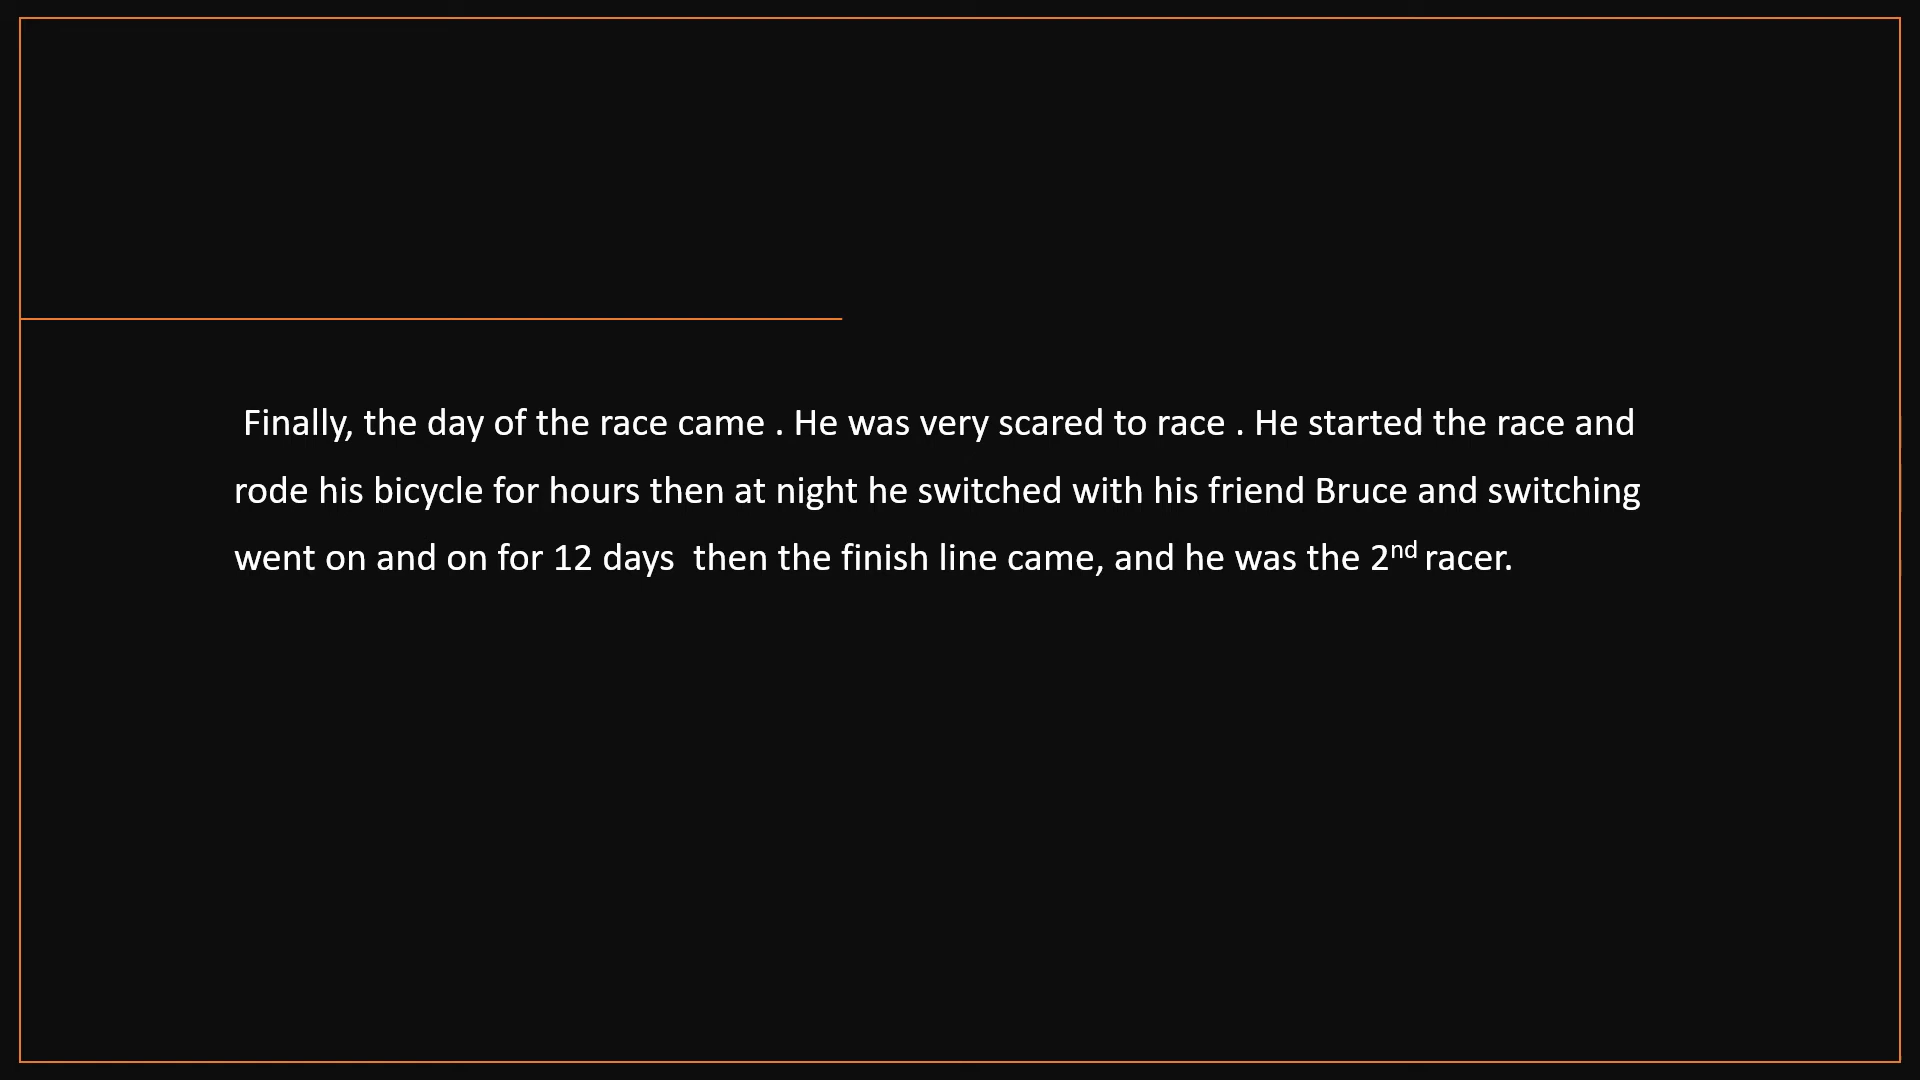 Finally, the day of the race came . He was very scared to race . He started the race and
rode his bicycle for hours then at night he switched with his friend Bruce and switching
went on and on for 12 days  then the finish line came, and he was the 2nd racer.